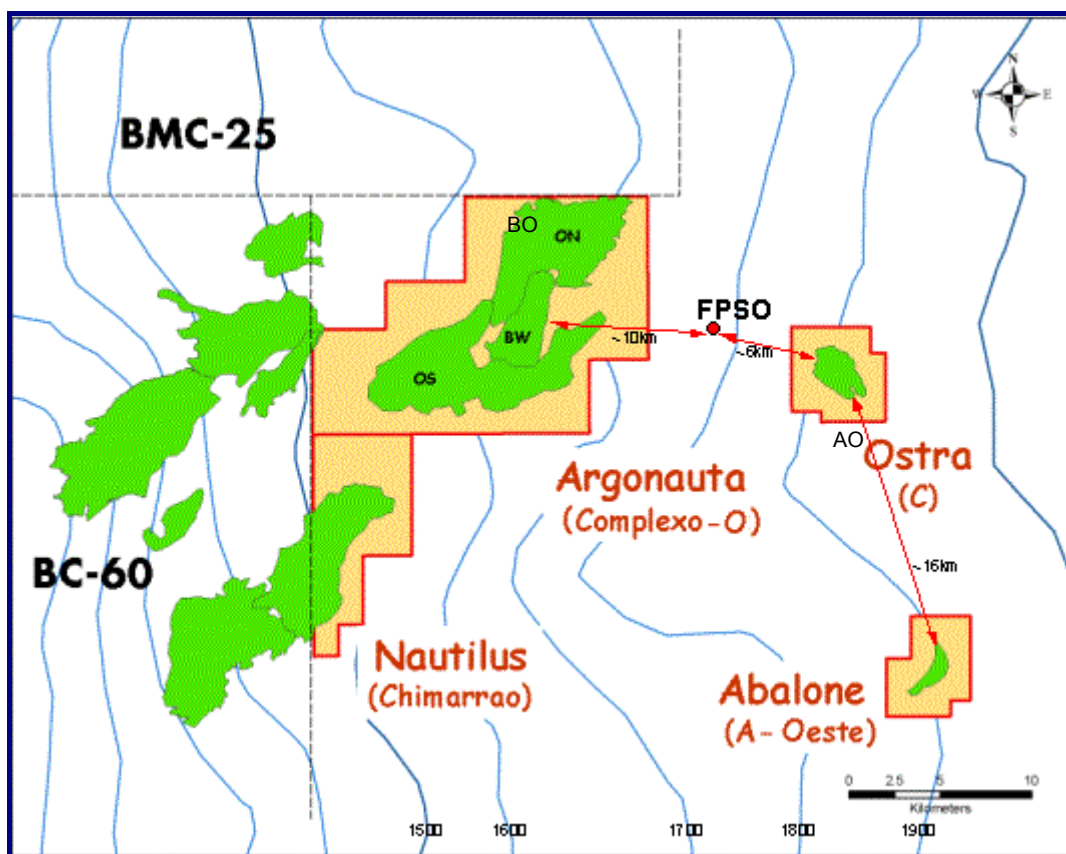 N
W E
S
BMC-25
BO
ON
FPSO
BW
~10km
~6km
OS
AO
Ostra
(C)
Argonauta
(Complexo-O)
~16km
BC-60
Nautilus
(Chimarrao)
Abalone
(A-Oeste)
0 2.5 5 10
Kilometers
1500 1600 1700 1800 1900